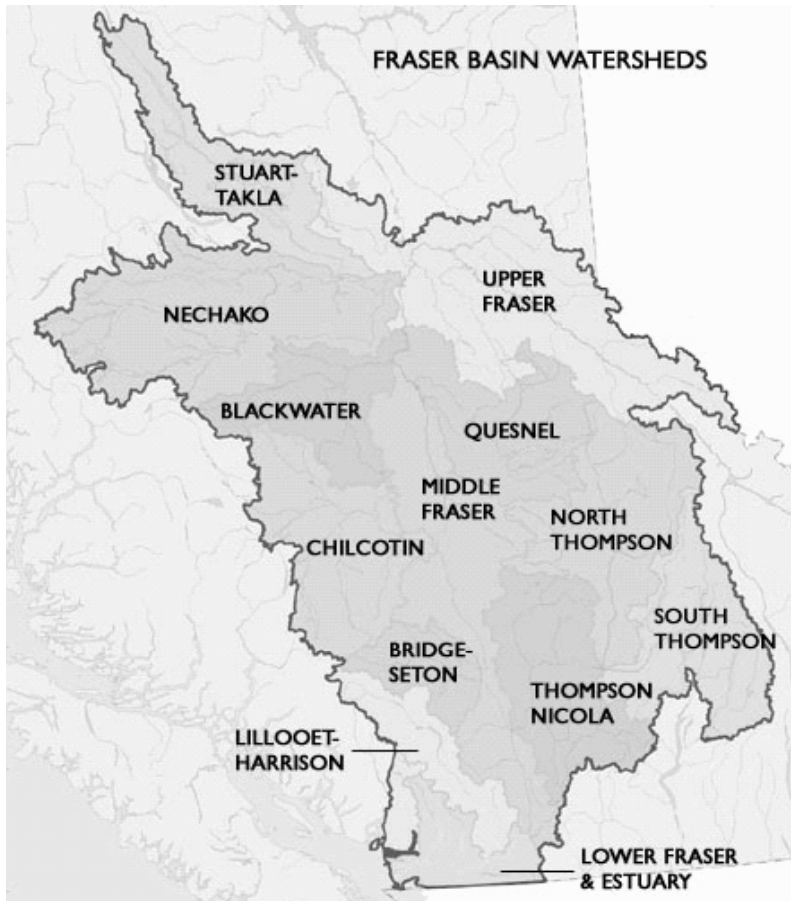 FRASER BASIN WATERSHEDS
STUART-
TAKLA
UPPER
FRASER
NECHAKO
BLACKWATER
QUESNEL
MIDDLE
FRASER
NORTH
THOMPSON
CHILCOTIN
SOUTH
THOMPSON
BRIDGE-
SETON
THOMPSON
NICOLA
LILLOOET-
HARRISON
LOWER FRASER
& ESTUARY